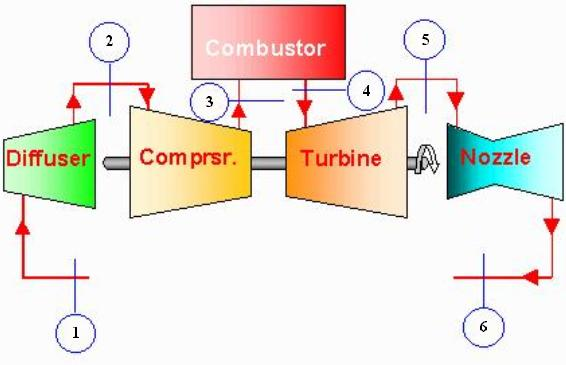 Combustor
2
5
3
4
Diffuser
Comprsr.
Turbine
Nozzle
1
6